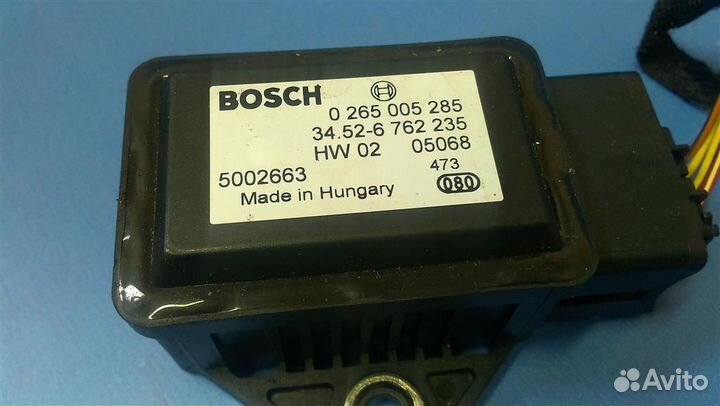 BOSCH
0 265 005 285
34.52-6 762 235
HW 02 05068
5002663
473
Made in Hungary
080
Avito